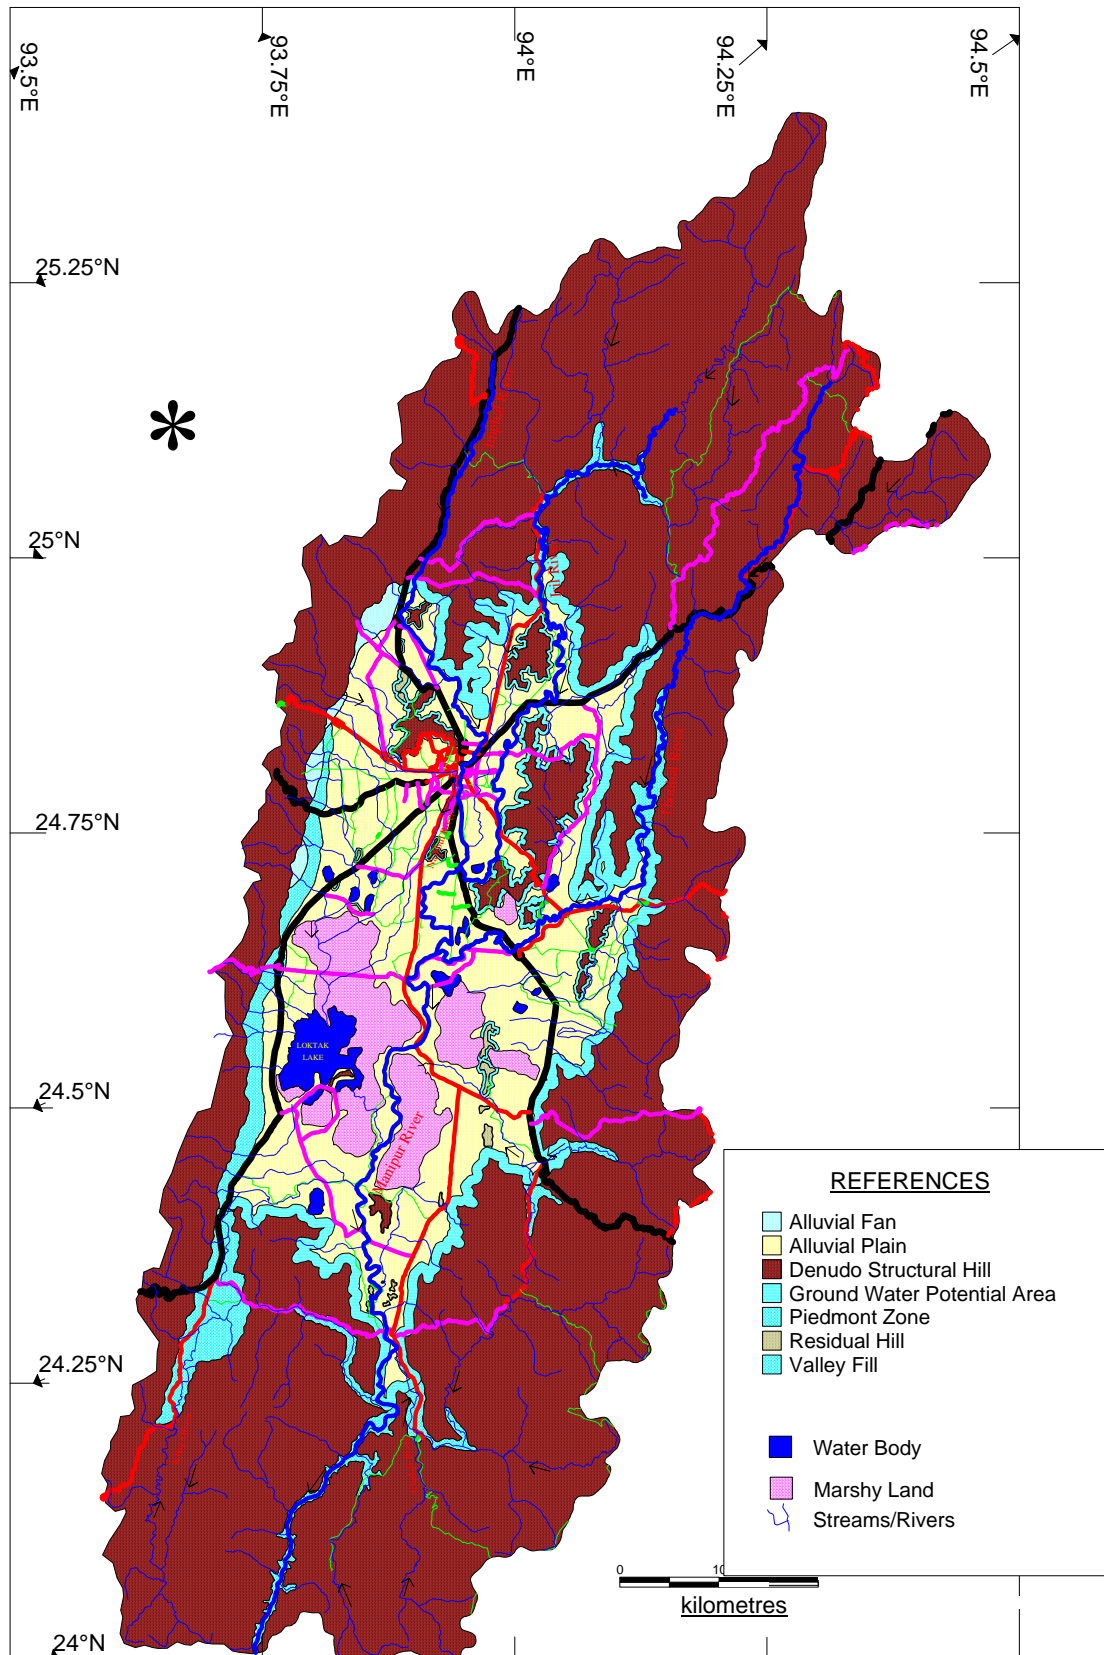 93.5°E
93.75°E
94°E
94.25°E
94.5°E
25.25°N
25°N
24.75°N
24.5°N
24.25°N
24°N
LOKTAK
LAKE
Manipur River
REFERENCES
Alluvial Fan
Alluvial Plain
Denudo Structural Hill
Ground Water Potential Area
Piedmont Zone
Residual Hill
Valley Fill
Water Body
Marshy Land
Streams/Rivers
0
10
kilometres